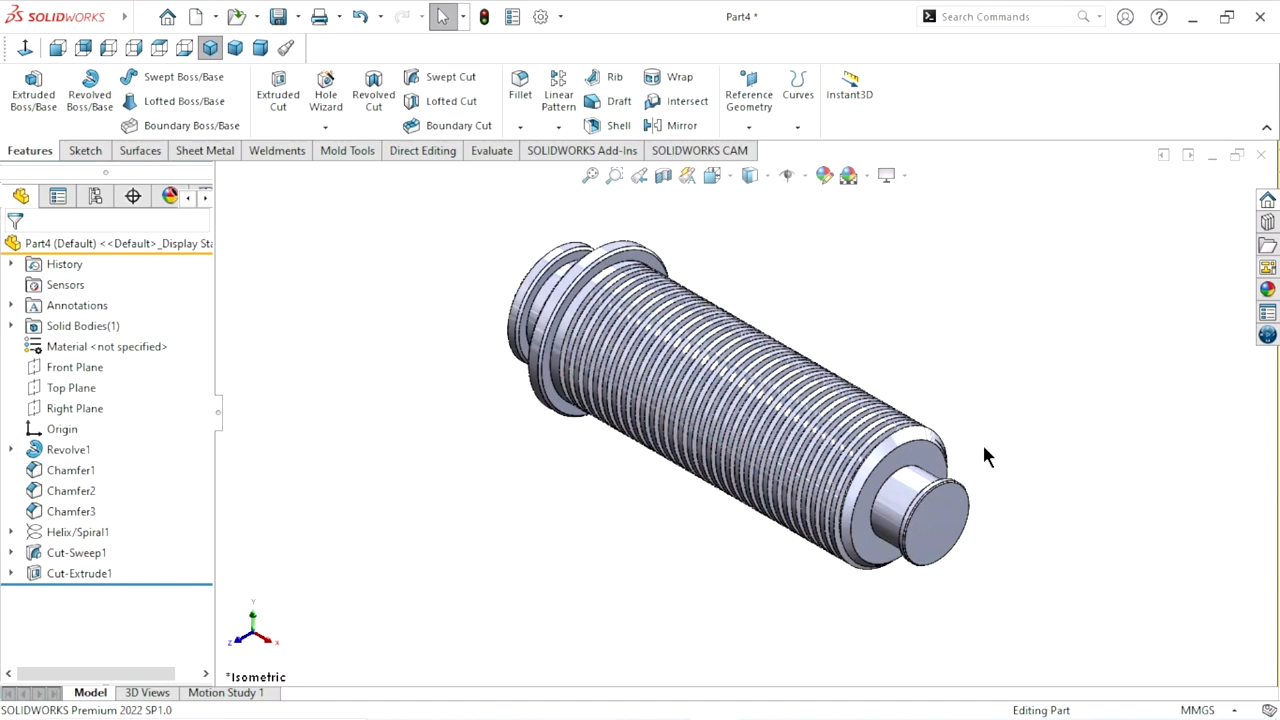 SOLIDWORKS
Part4 *
Search Commands
Extruded Boss/Base
Revolved Boss/Base
Swept Boss/Base
Lofted Boss/Base
Boundary Boss/Base
Extruded Cut
Hole Wizard
Revolved Cut
Swept Cut
Lofted Cut
Boundary Cut
Fillet
Linear Pattern
Rib
Draft
Shell
Wrap
Intersect
Mirror
Reference Geometry
Curves
Instant3D
Features
Sketch
Surfaces
Sheet Metal
Weldments
Mold Tools
Direct Editing
Evaluate
SOLIDWORKS Add-Ins
SOLIDWORKS CAM
Part4 (Default) <<Default>_Display Sta
History
Sensors
Annotations
Solid Bodies(1)
Material <not specified>
Front Plane
Top Plane
Right Plane
Origin
Revolve1
Chamfer1
Chamfer2
Chamfer3
Helix/Spiral1
Cut-Sweep1
Cut-Extrude1
Y
Z
X
*Isometric
Model
3D Views
Motion Study 1
SOLIDWORKS Premium 2022 SP1.0
Editing Part
MMGS